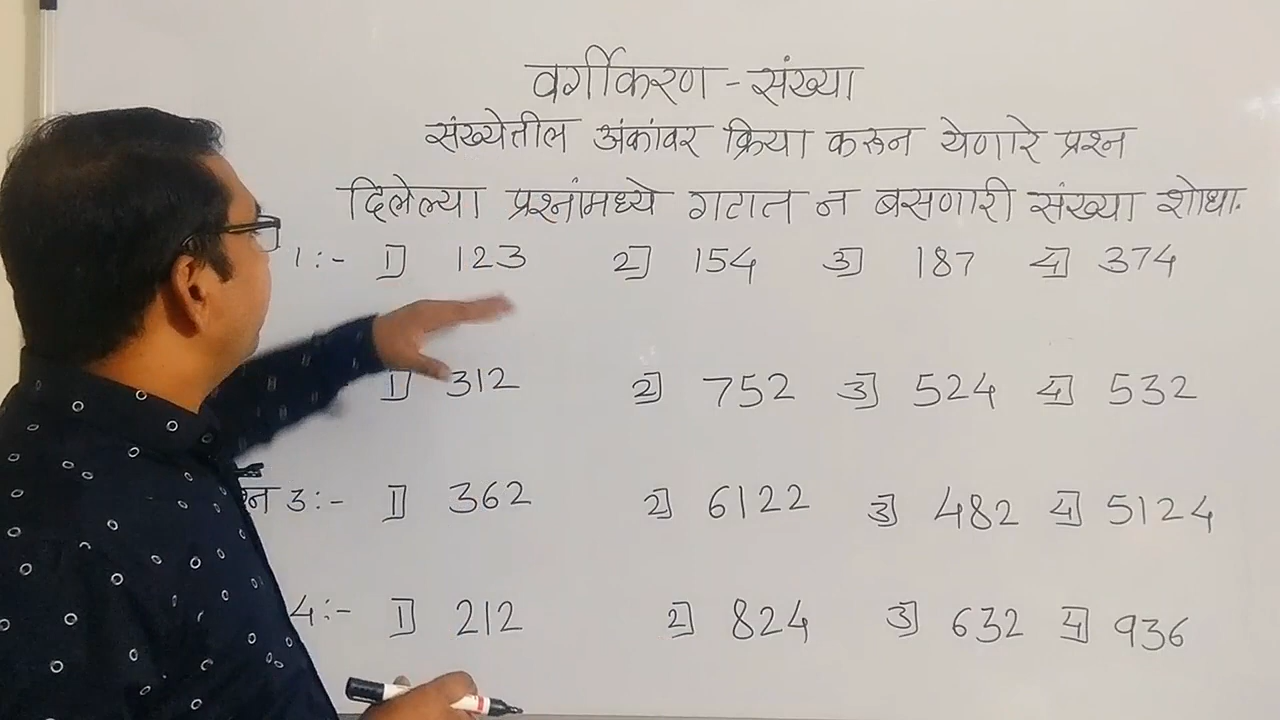 वर्गीकरण - संख्या
संख्येतील अंकांवर क्रिया करून येणारे प्रश्न
दिलेल्या प्रश्नांमध्ये गटात न बसणारी संख्या शोधा.
1:- 1] 123 2] 154 3] 187 4] 374
1] 312 2] 752 3] 524 4] 532
3:- 1] 362 2] 6122 3] 482 4] 5124
4:- 1] 212 2] 824 3] 632 4] 936